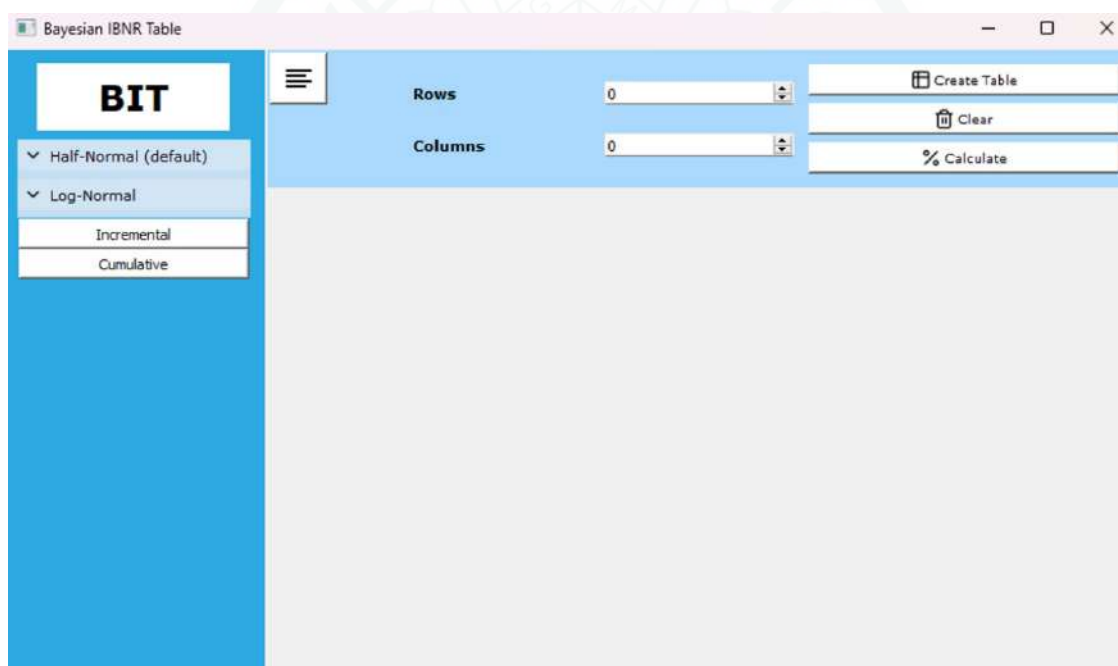 Bayesian IBNR Table
BIT
Half-Normal (default)
Log-Normal
Incremental
Cumulative
Rows
0
Columns
0
Create Table
Clear
Calculate